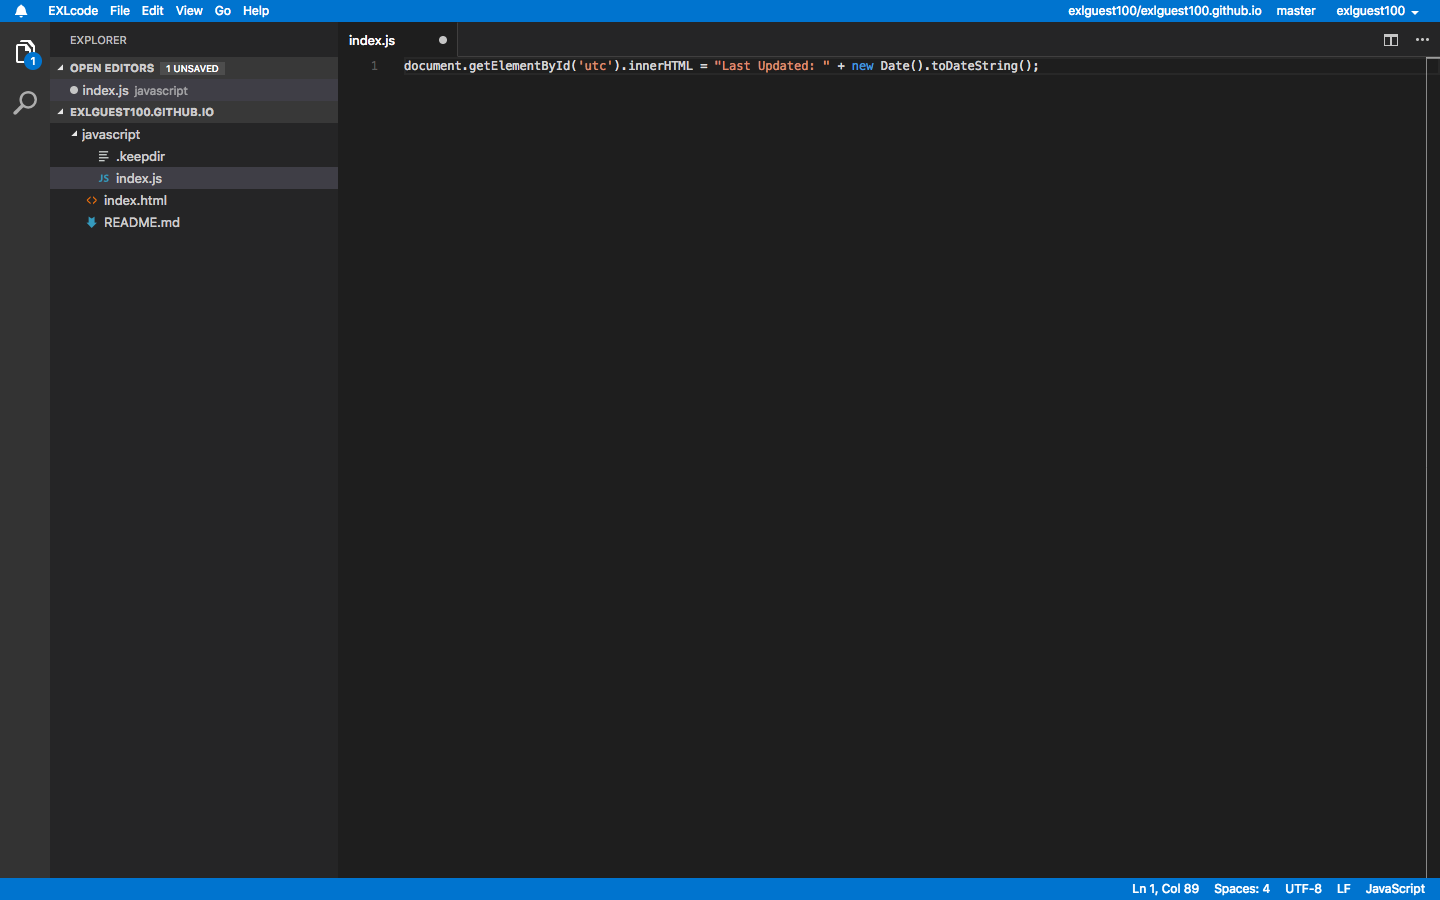 EXLcode File Edit View Go Help exlguest100/exlguest100.github.io master exlguest100
EXPLORER
index.js
OPEN EDITORS 1 UNSAVED
1
index.js javascript
EXLGUEST100.GITHUB.IO
javascript
.keepdir
JS index.js
<> index.html
README.md
1 document.getElementById('utc').innerHTML = "Last Updated: " + new Date().toDateString();
Ln 1, Col 89 Spaces: 4 UTF-8 LF JavaScript